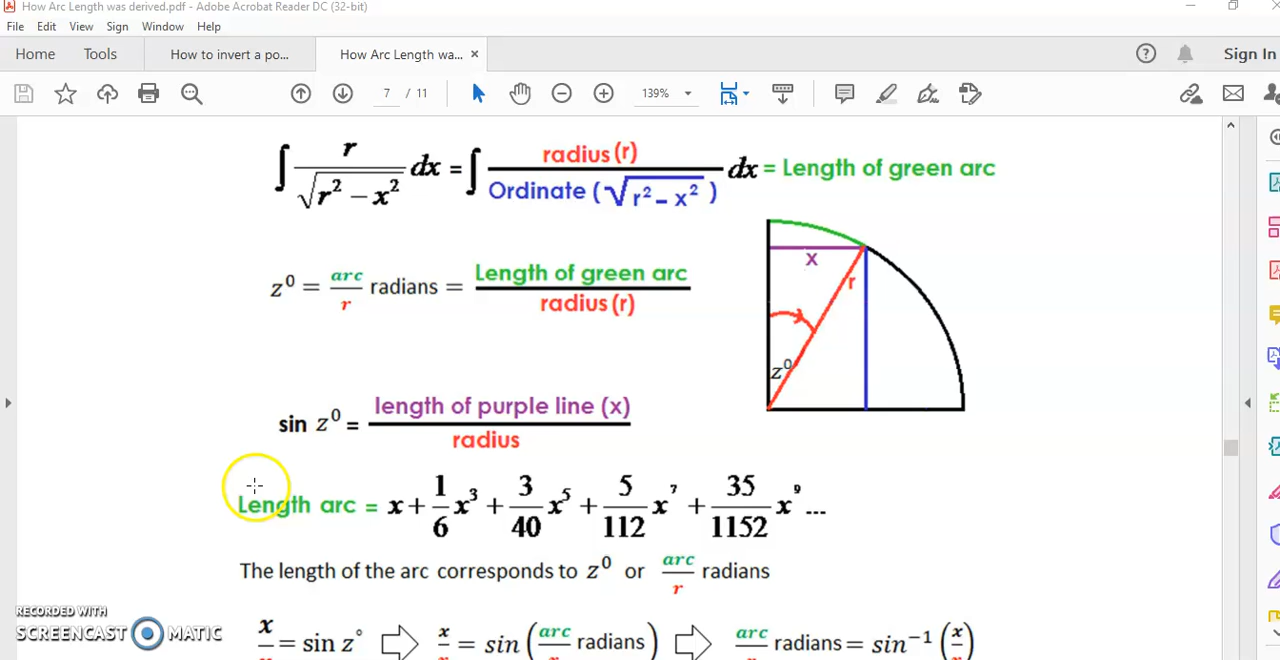 How Arc Length was derived.pdf - Adobe Acrobat Reader DC (32-bit)
File Edit View Sign Window Help
Home Tools How to invert a po... How Arc Length wa... × Sign In
7 / 11 139%
∫ r / √(r² − x²) dx = ∫ radius (r) / Ordinate (√(r² − x²)) dx = Length of green arc
z⁰ = arc / r radians = Length of green arc / radius (r)
x
r
z⁰
sin z⁰ = length of purple line (x) / radius
Length arc = x + 1/6 x³ + 3/40 x⁵ + 5/112 x⁷ + 35/1152 x⁹ ...
The length of the arc corresponds to z⁰ or arc / r radians
RECORDED WITH
SCREENCAST MATIC
x / r = sin z° ⇨ x / r = sin (arc / r radians) ⇨ arc / r radians = sin⁻¹ (x / r)